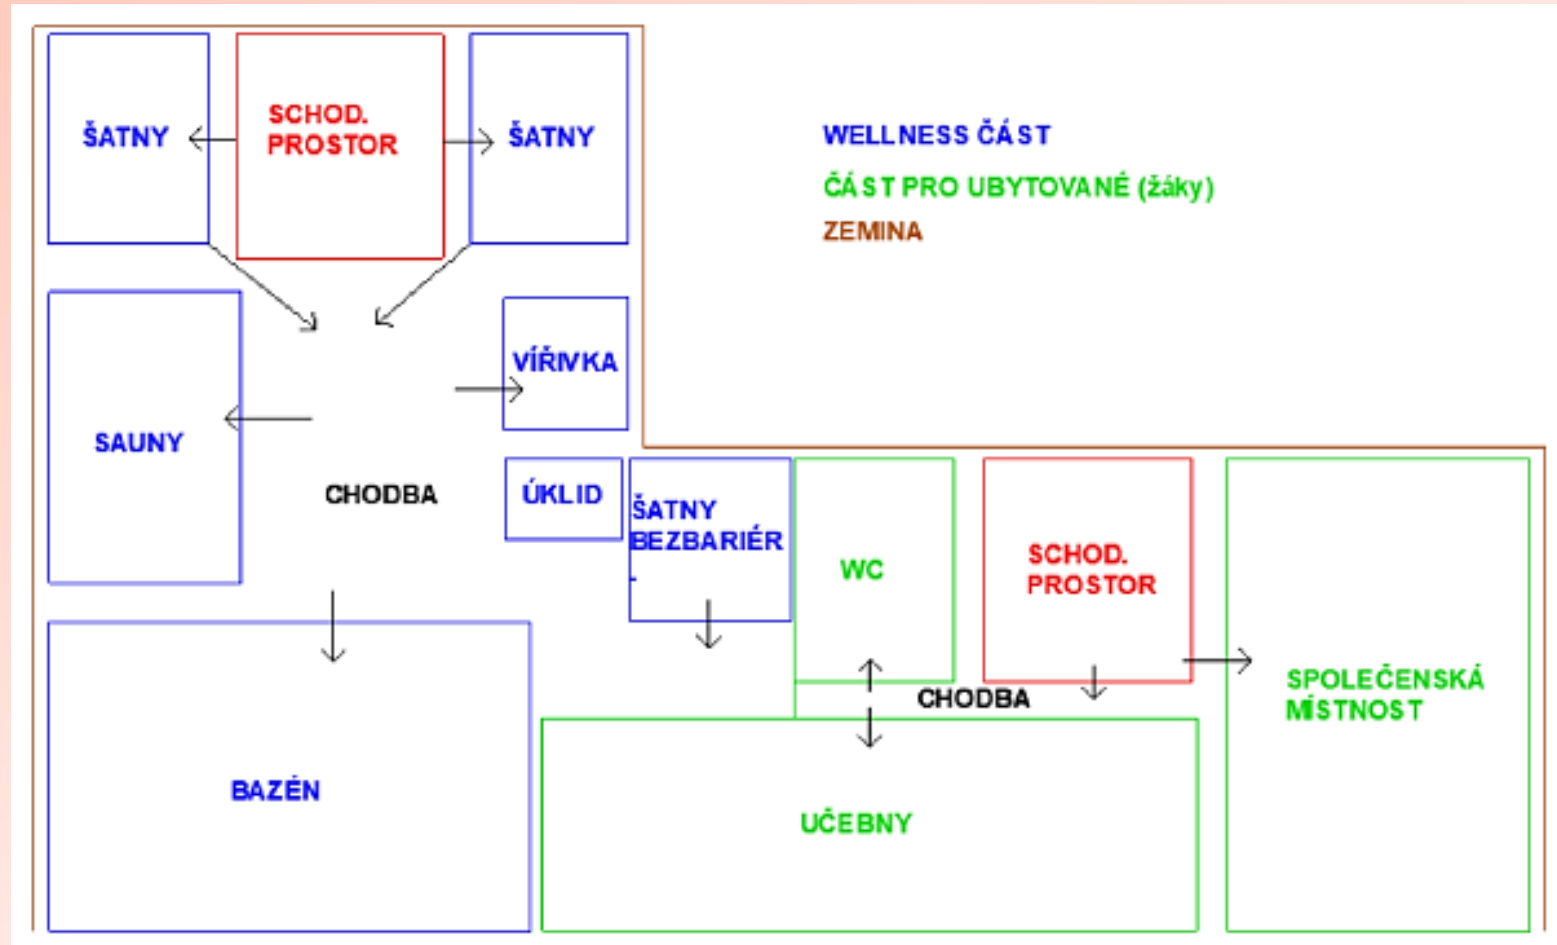 ŠATNY
SCHOD.
PROSTOR
ŠATNY
WELLNESS ČÁST
ČÁST PRO UBYTOVANÉ (žáky)
ZEMINA
VÍŘIVKA
SAUNY
CHODBA
ÚKLID
ŠATNY
BEZBARIÉR
WC
SCHOD.
PROSTOR
CHODBA
SPOLEČENSKÁ
MÍSTNOST
BAZÉN
UČEBNY